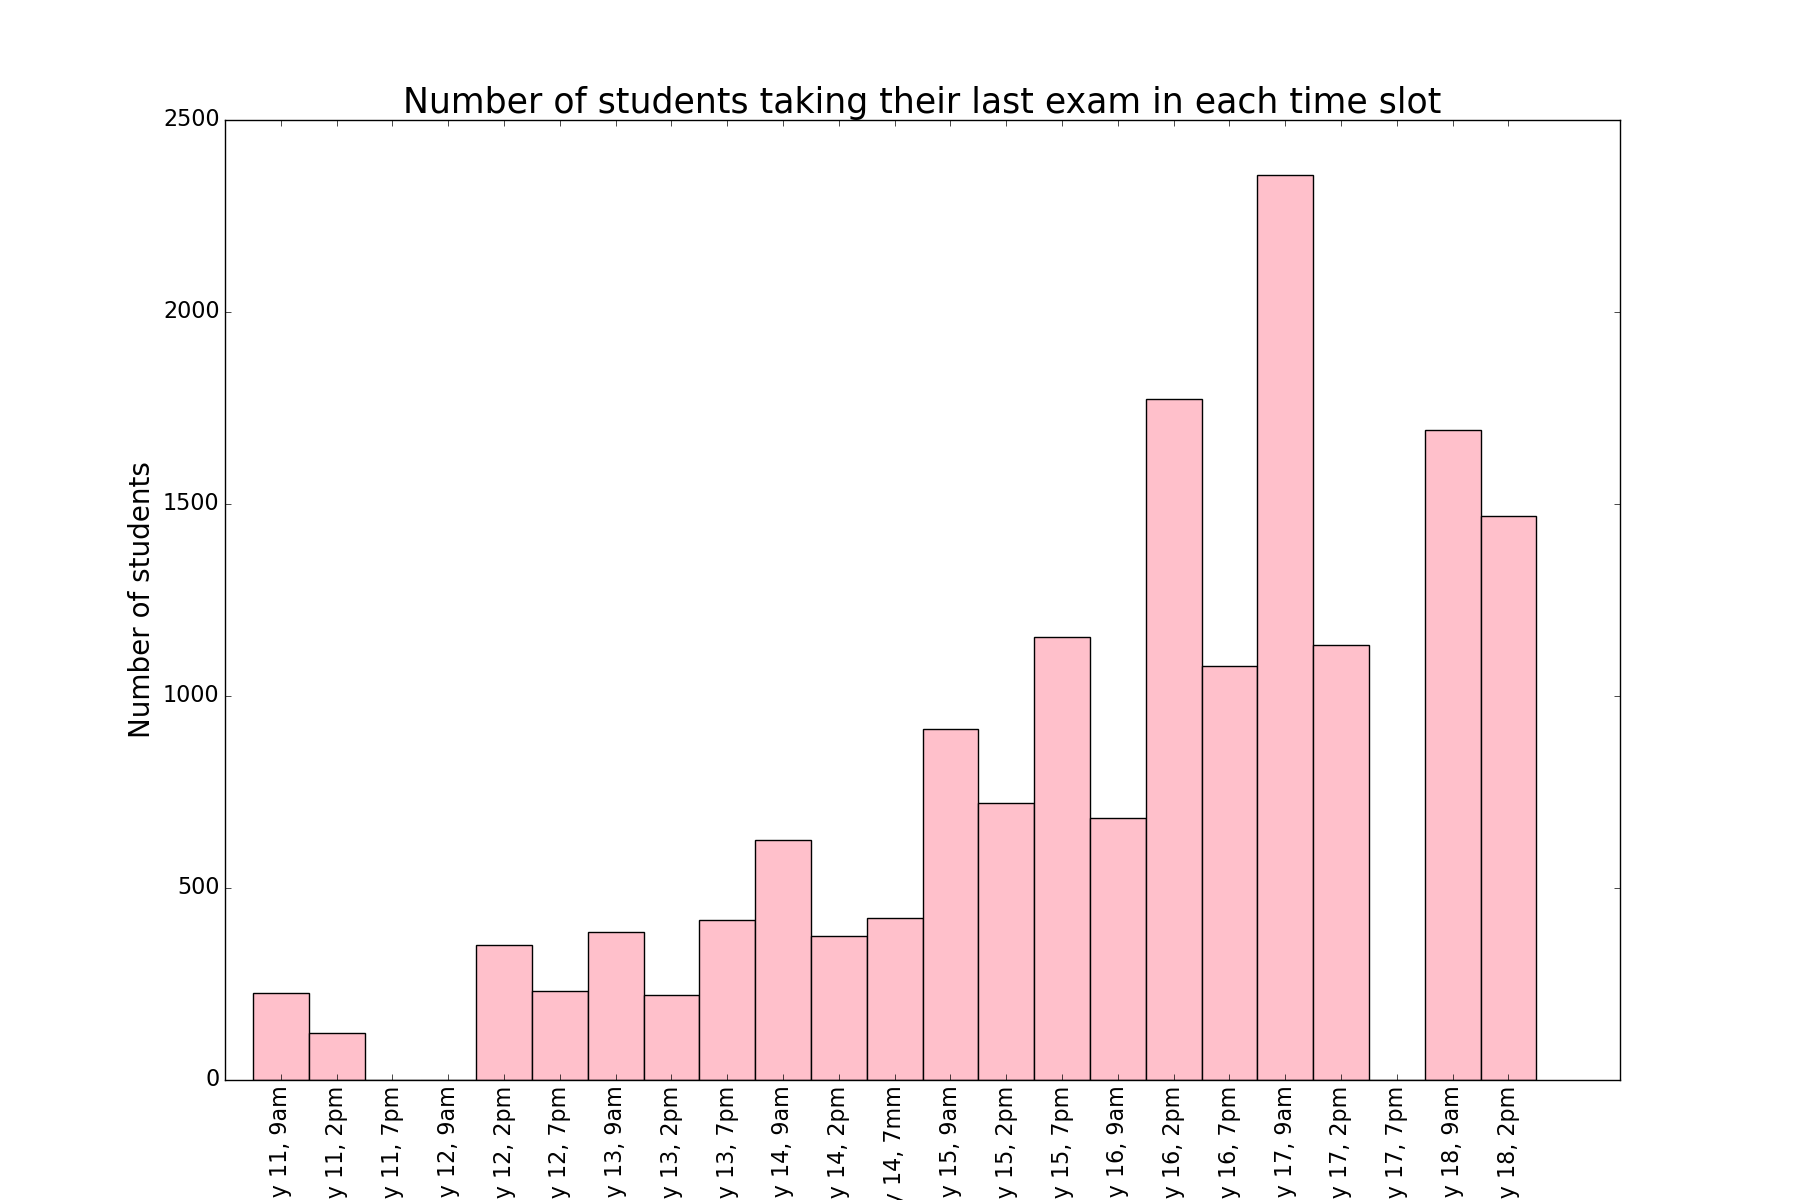 Number of students taking their last exam in each time slot
Number of students
2500
2000
1500
1000
500
0
y 11, 9am
y 11, 2pm
y 11, 7pm
y 12, 9am
y 12, 2pm
y 12, 7pm
y 13, 9am
y 13, 2pm
y 13, 7pm
y 14, 9am
y 14, 2pm
y 14, 7mm
y 15, 9am
y 15, 2pm
y 15, 7pm
y 16, 9am
y 16, 2pm
y 16, 7pm
y 17, 9am
y 17, 2pm
y 17, 7pm
y 18, 9am
y 18, 2pm